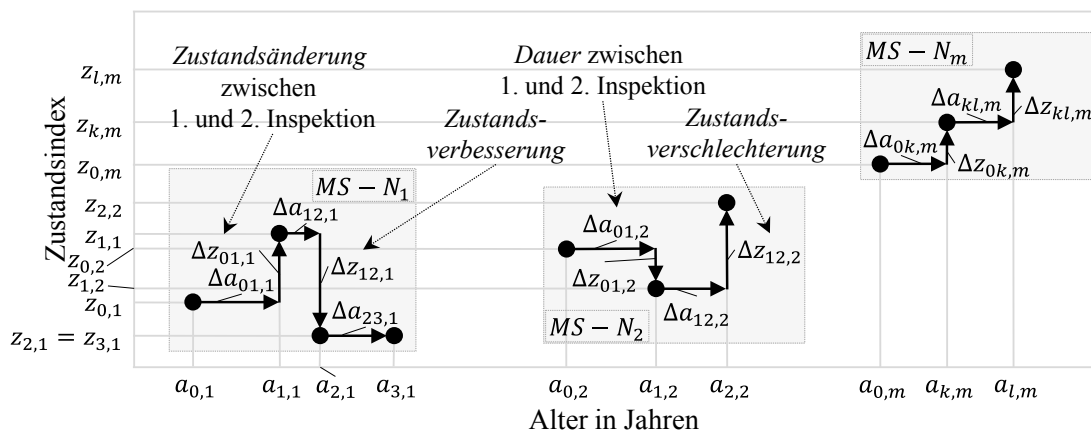 Zustandsänderung
zwischen
1. und 2. Inspektion
Dauer zwischen
1. und 2. Inspektion
Zustands-
verbesserung
Zustands-
verschlechterung
Zustandsindex
z_{l,m}
z_{k,m}
z_{0,m}
z_{2,2}
z_{1,1}
z_{0,2}
z_{1,2}
z_{0,1}
z_{2,1} = z_{3,1}
MS − N_1
Δa_{12,1}
Δz_{01,1}
Δa_{01,1}
Δz_{12,1}
Δa_{23,1}
Δa_{01,2}
Δz_{01,2}
Δz_{12,2}
Δa_{12,2}
MS − N_2
MS − N_m
Δa_{kl,m}
Δz_{kl,m}
Δa_{0k,m}
Δz_{0k,m}
a_{0,1} a_{1,1} a_{2,1} a_{3,1} a_{0,2} a_{1,2} a_{2,2} a_{0,m} a_{k,m} a_{l,m}
Alter in Jahren